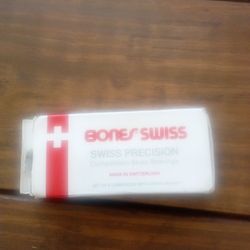 BONES SWISS
SWISS PRECISION
Competition Skate Bearings
MADE IN SWITZERLAND